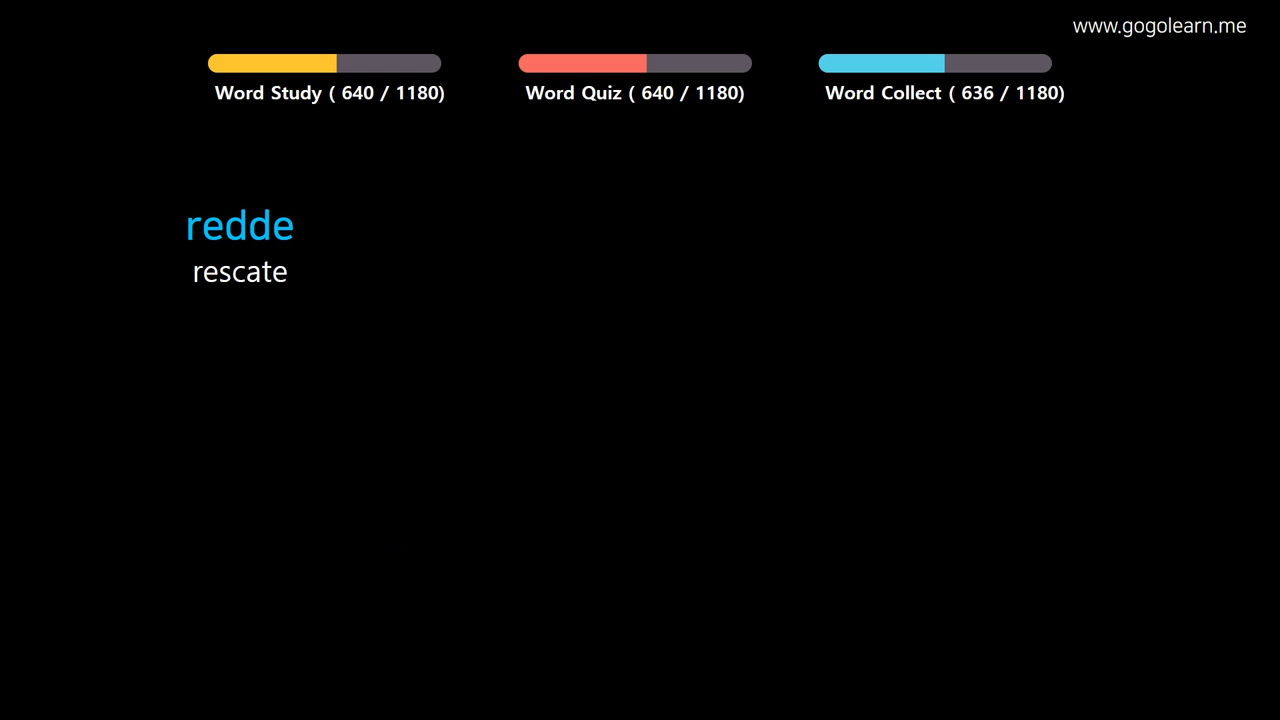 www.gogolearn.me
Word Study ( 640 / 1180)
Word Quiz ( 640 / 1180)
Word Collect ( 636 / 1180)
redde
rescate